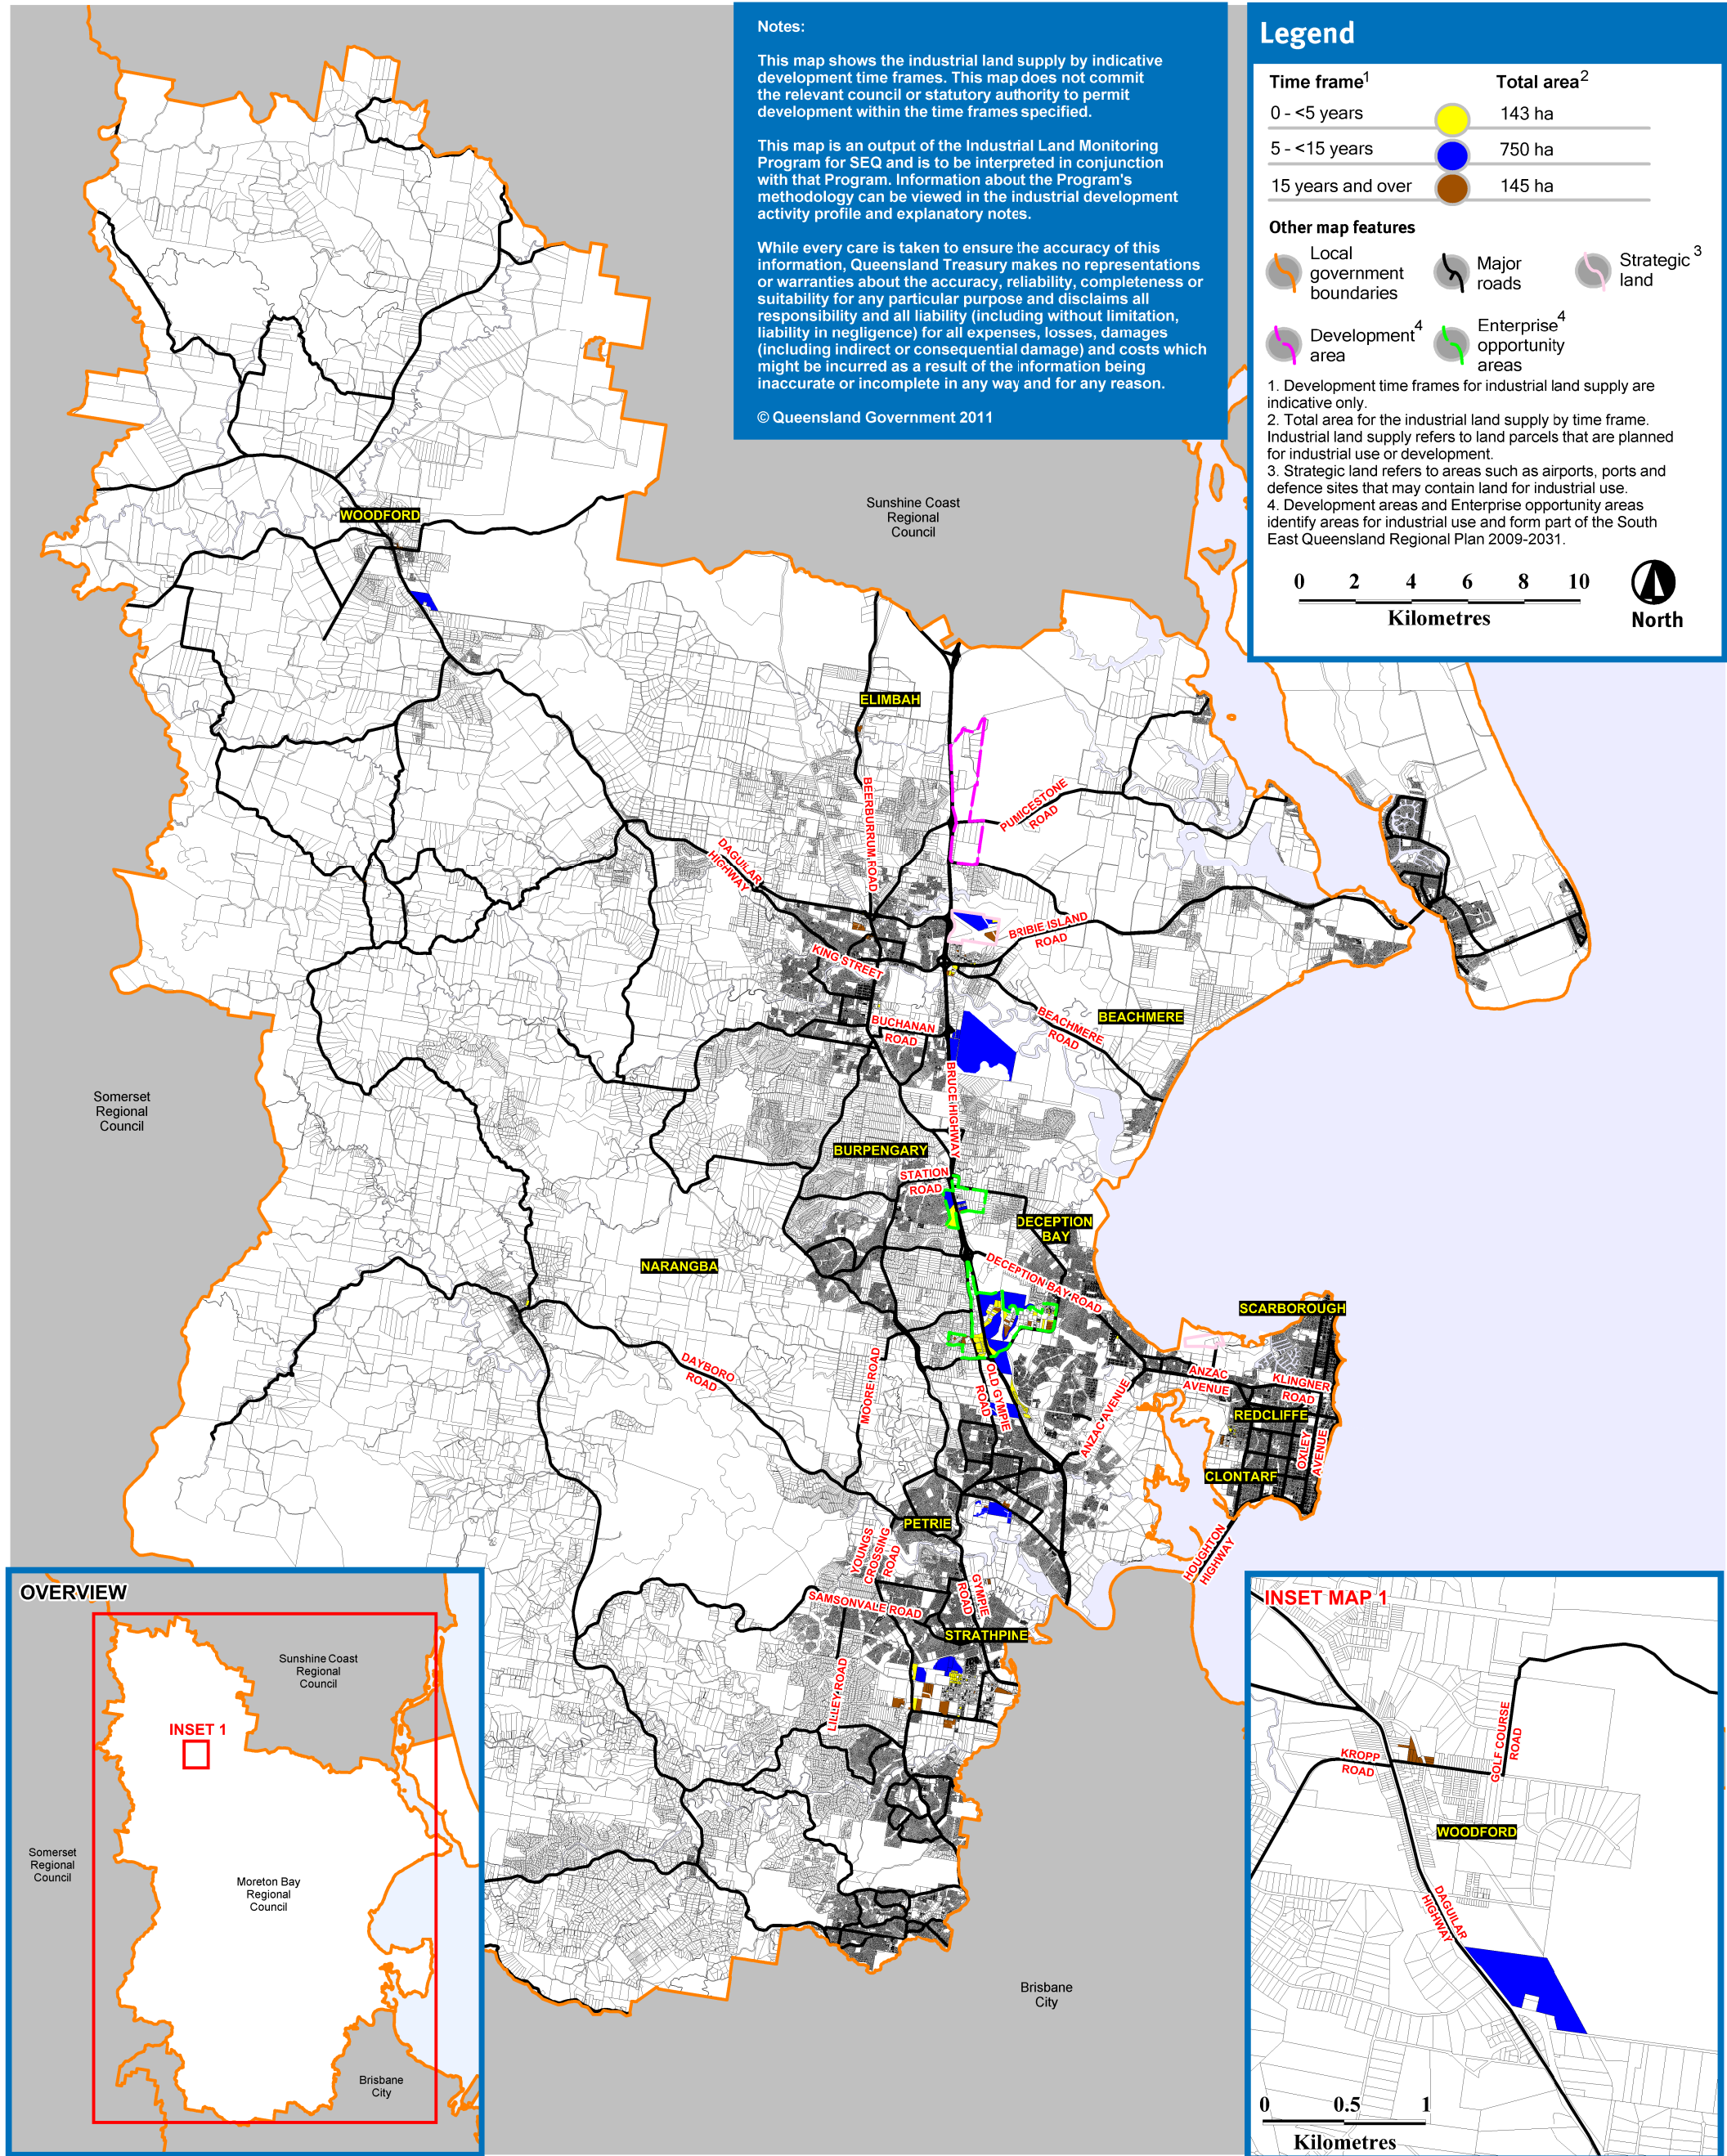 Notes:
This map shows the industrial land supply by indicative
development time frames. This map does not commit
the relevant council or statutory authority to permit
development within the time frames specified.
This map is an output of the Industrial Land Monitoring
Program for SEQ and is to be interpreted in conjunction
with that Program. Information about the Program's
methodology can be viewed in the industrial development
activity profile and explanatory notes.
While every care is taken to ensure the accuracy of this
information, Queensland Treasury makes no representations
or warranties about the accuracy, reliability, completeness or
suitability for any particular purpose and disclaims all
responsibility and all liability (including without limitation,
liability in negligence) for all expenses, losses, damages
(including indirect or consequential damage) and costs which
might be incurred as a result of the information being
inaccurate or incomplete in any way and for any reason.
© Queensland Government 2011
Legend
Time frame1 Total area2
0 - <5 years 143 ha
5 - <15 years 750 ha
15 years and over 145 ha
Other map features
Local
government
boundaries
Major
roads
Strategic 3
land
Development4
area
Enterprise4
opportunity
areas
1. Development time frames for industrial land supply are
indicative only.
2. Total area for the industrial land supply by time frame.
Industrial land supply refers to land parcels that are planned
for industrial use or development.
3. Strategic land refers to areas such as airports, ports and
defence sites that may contain land for industrial use.
4. Development areas and Enterprise opportunity areas
identify areas for industrial use and form part of the South
East Queensland Regional Plan 2009-2031.
0 2 4 6 8 10
Kilometres
North
Sunshine Coast
Regional
Council
WOODFORD
ELIMBAH
BEERBURRUM ROAD
PUMICESTONE
ROAD
DAGUILAR
HIGHWAY
BRIBIE ISLAND
ROAD
KING STREET
BUCHANAN
ROAD
BEACHMERE
ROAD
BEACHMERE
BRUCE HIGHWAY
Somerset
Regional
Council
BURPENGARY
STATION
ROAD
DECEPTION
BAY
NARANGBA
DECEPTION BAY ROAD
SCARBOROUGH
DAYBORO
ROAD
MOORE ROAD
OLD GYMPIE
ROAD
ANZAC AVENUE
ANZAC
AVENUE
KLINGNER
ROAD
REDCLIFFE
OXLEY
AVENUE
CLONTARF
HOUGHTON
HIGHWAY
PETRIE
YOUNGS
CROSSING
ROAD
GYMPIE
ROAD
SAMSONVALE ROAD
STRATHPINE
LILLEY ROAD
Brisbane
City
OVERVIEW
Sunshine Coast
Regional
Council
INSET 1
Somerset
Regional
Council
Moreton Bay
Regional
Council
Brisbane
City
INSET MAP 1
KROPP
ROAD
GOLF COURSE
ROAD
WOODFORD
DAGUILAR
HIGHWAY
0 0.5 1
Kilometres